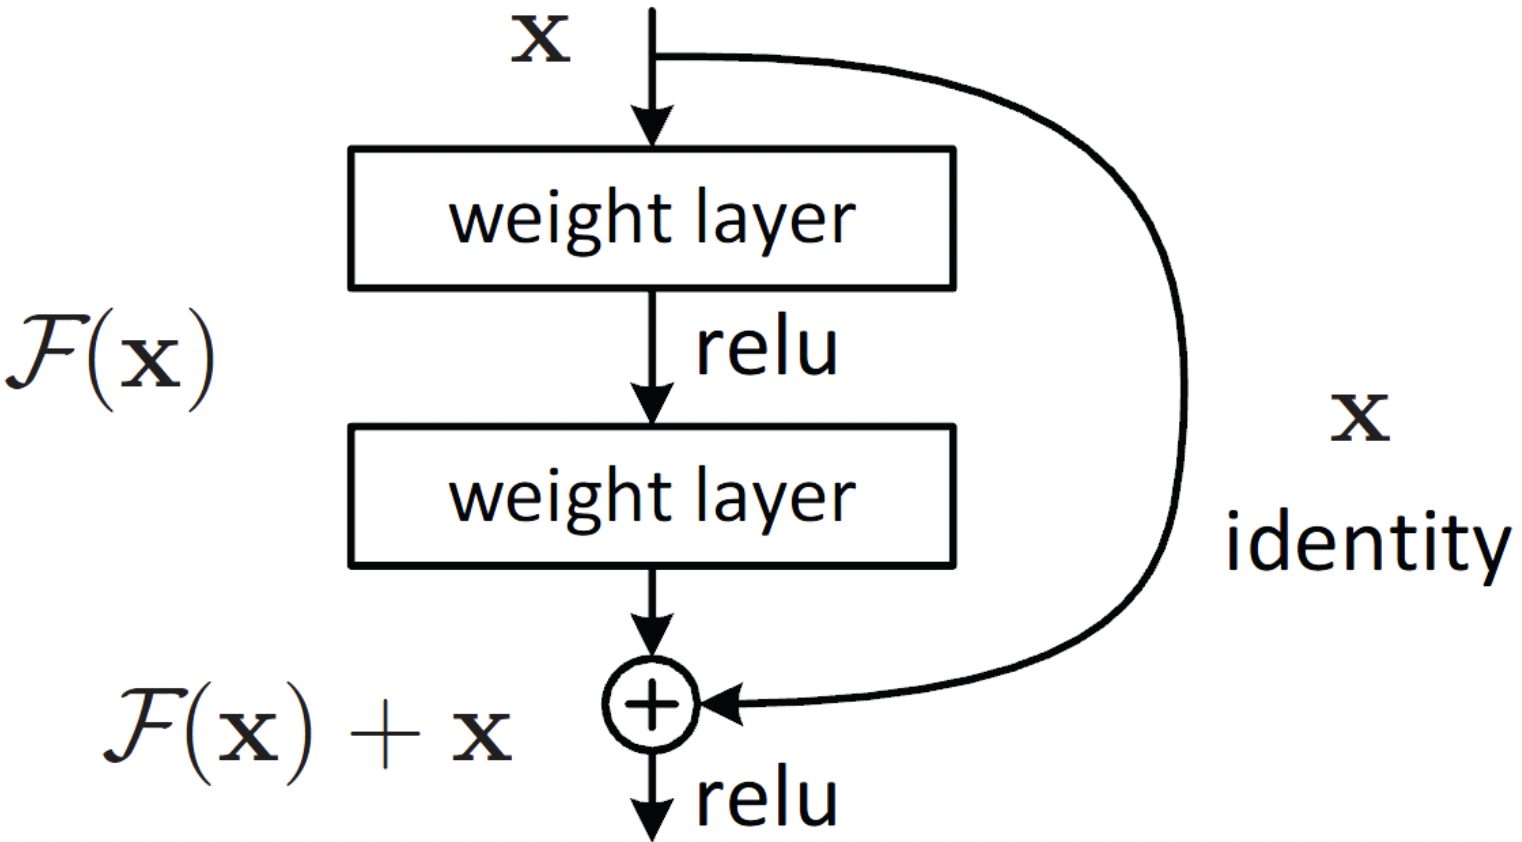 x
weight layer
relu
F(x)
x
weight layer
identity
F(x) + x
relu